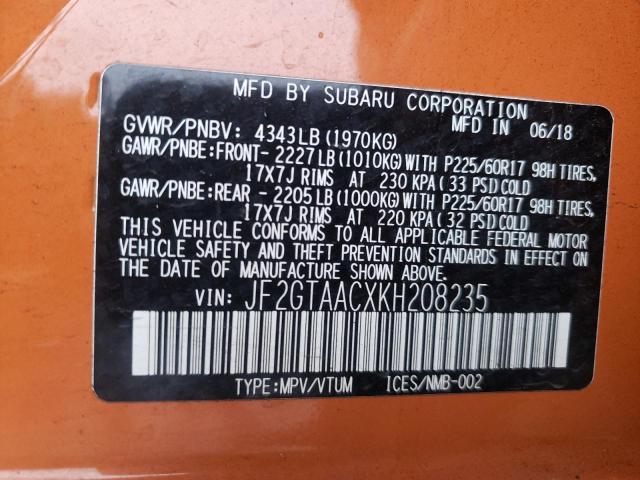 MFD BY SUBARU CORPORATION
MFD IN 06/18
GVWR/PNBV: 4343LB(1970KG)
GAWR/PNBE:FRONT- 2227LB(1010KG)WITH P225/60R17 98H TIRES,
17X7J RIMS AT 230 KPA(33 PSI)COLD
GAWR/PNBE:REAR - 2205LB(1000KG)WITH P225/60R17 98H TIRES,
17X7J RIMS AT 220 KPA(32 PSI)COLD
THIS VEHICLE CONFORMS TO ALL APPLICABLE FEDERAL MOTOR
VEHICLE SAFETY AND THEFT PREVENTION STANDARDS IN EFFECT ON
THE DATE OF MANUFACTURE SHOWN ABOVE.
VIN: JF2GTAACXKH208235
TYPE:MPV/VTUM ICES/NMB-002